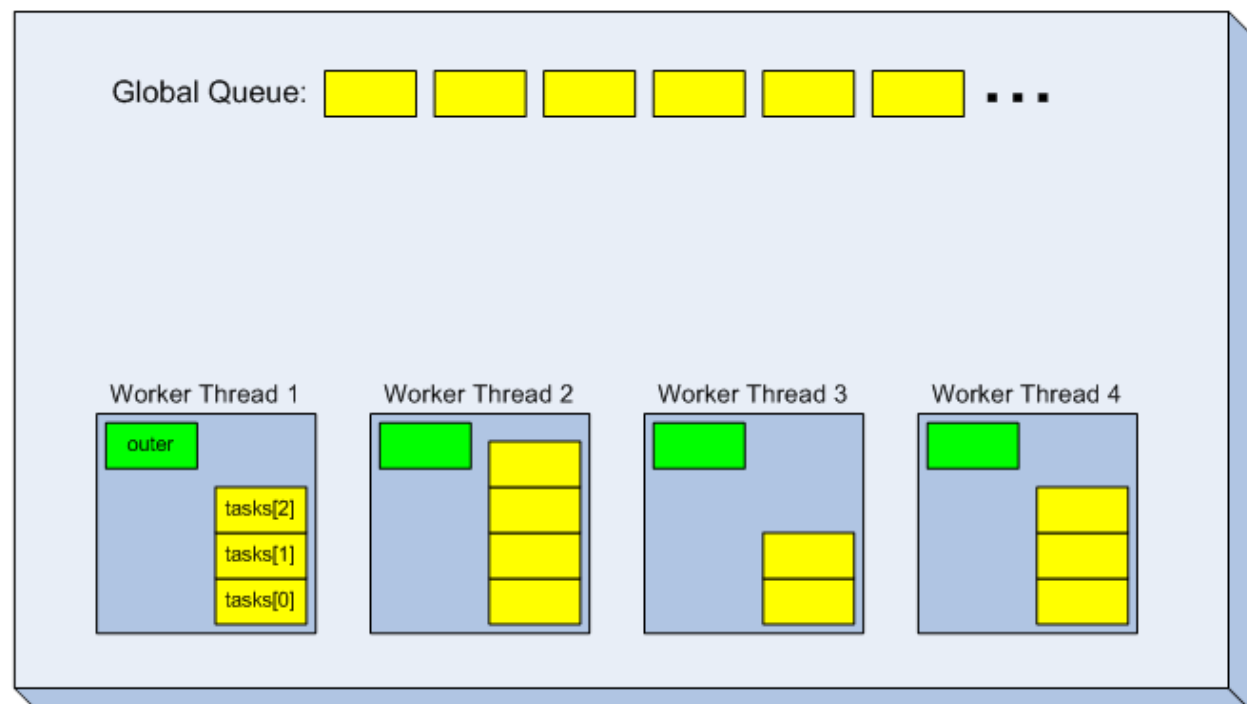 Global Queue: ...
Worker Thread 1 Worker Thread 2 Worker Thread 3 Worker Thread 4
outer
tasks[2]
tasks[1]
tasks[0]